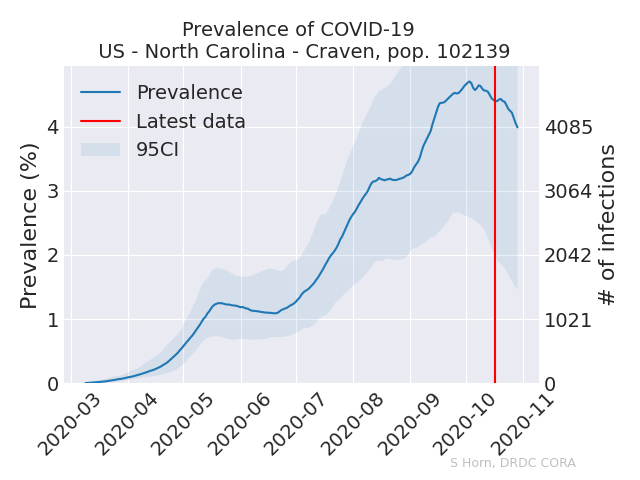 Prevalence of COVID-19
US - North Carolina - Craven, pop. 102139
Prevalence
Latest data
95CI
Prevalence (%)
4
3
2
1
0
4085
3064
2042
1021
0
# of infections
2020-03
2020-04
2020-05
2020-06
2020-07
2020-08
2020-09
2020-10
2020-11
S Horn, DRDC CORA